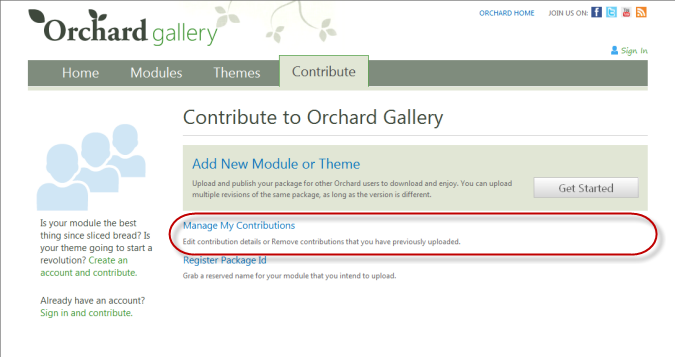 Orchard gallery
ORCHARD HOME JOIN US ON:
Sign In
Home Modules Themes Contribute
Contribute to Orchard Gallery
Add New Module or Theme
Upload and publish your package for other Orchard users to download and enjoy. You can upload
multiple revisions of the same package, as long as the version is different.
Get Started
Manage My Contributions
Edit contribution details or Remove contributions that you have previously uploaded.
Register Package Id
Grab a reserved name for your module that you intend to upload.
Is your module the best
thing since sliced bread? Is
your theme going to start a
revolution? Create an
account and contribute.
Already have an account?
Sign in and contribute.